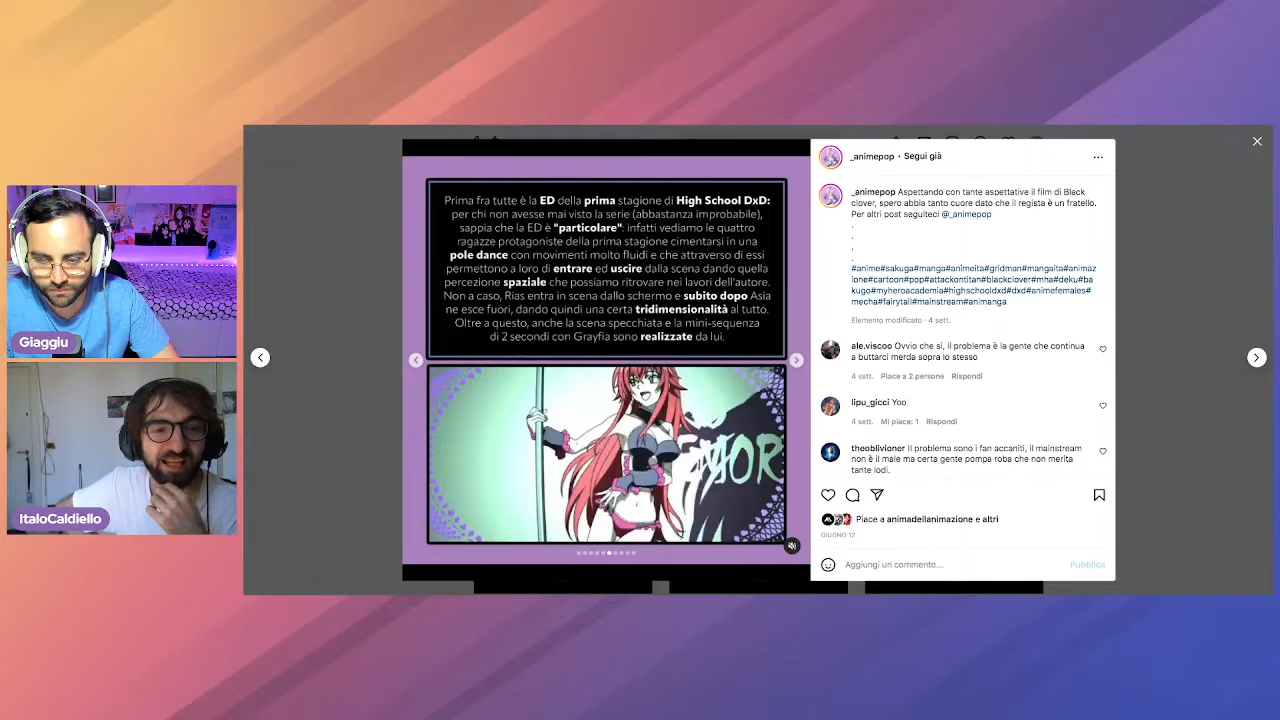 Prima fra tutte è la ED della prima stagione di High School DxD:
per chi non avesse mai visto la serie (abbastanza improbabile),
sappia che la ED è "particolare": infatti vediamo le quattro
ragazze protagoniste della prima stagione cimentarsi in una
pole dance con movimenti molto fluidi e che attraverso di essi
permettono a loro di entrare ed uscire dalla scena dando quella
percezione spaziale che possiamo ritrovare nei lavori dell'autore.
Non a caso, Rias entra in scena dallo schermo e subito dopo Asia
ne esce fuori, dando quindi una certa tridimensionalità al tutto.
Oltre a questo, anche la scena specchiata e la mini-sequenza
di 2 secondi con Grayfia sono realizzate da lui.
_animepop • Segui già
_animepop Aspettando con tante aspettative il film di Black
clover, spero abbia tanto cuore dato che il regista è un fratello.
Per altri post seguiteci @_animepop
.
.
.
.
#anime#sakuga#manga#animeita#gridman#mangaita#animaz
ione#cartoon#pop#attackontitan#blackclover#mha#deku#ba
kugo#myheroacademia#highschooldxd#dxd#animefemales#
mecha#fairytall#mainstream#animanga
Elemento modificato · 4 sett.
ale.viscoo Ovvio che si, il problema è la gente che continua
a buttarci merda sopra lo stesso
4 sett. Piace a 2 persone Rispondi
lipu_gicci Yoo
4 sett. Mi piace: 1 Rispondi
theoblivioner Il problema sono i fan accaniti, il mainstream
non è il male ma certa gente pompa roba che non merita
tante lodi.
Piace a animadellanimazione e altri
GIUGNO 12
Aggiungi un commento...
Pubblica
Giaggiu
ItaloCaldiello